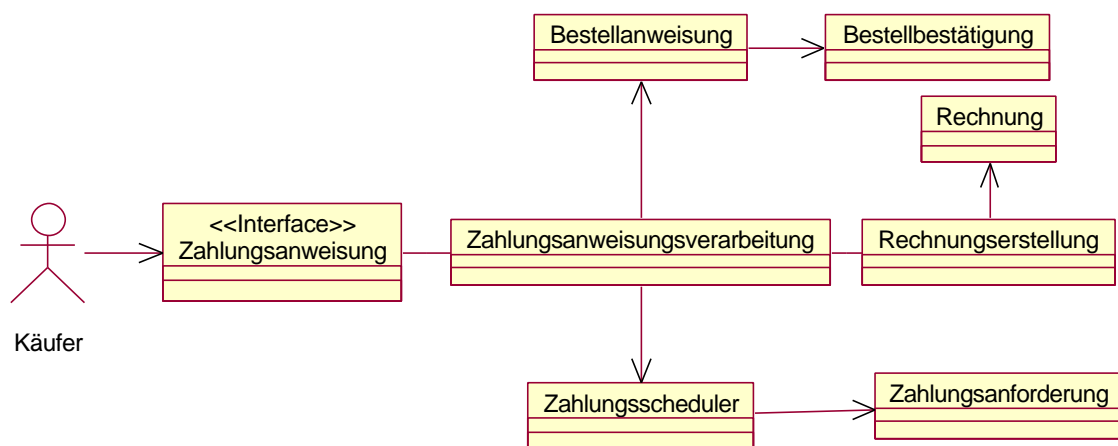 Bestellanweisung
Bestellbestätigung
Rechnung
<<Interface>>
Zahlungsanweisung
Zahlungsanweisungsverarbeitung
Rechnungserstellung
Käufer
Zahlungsscheduler
Zahlungsanforderung